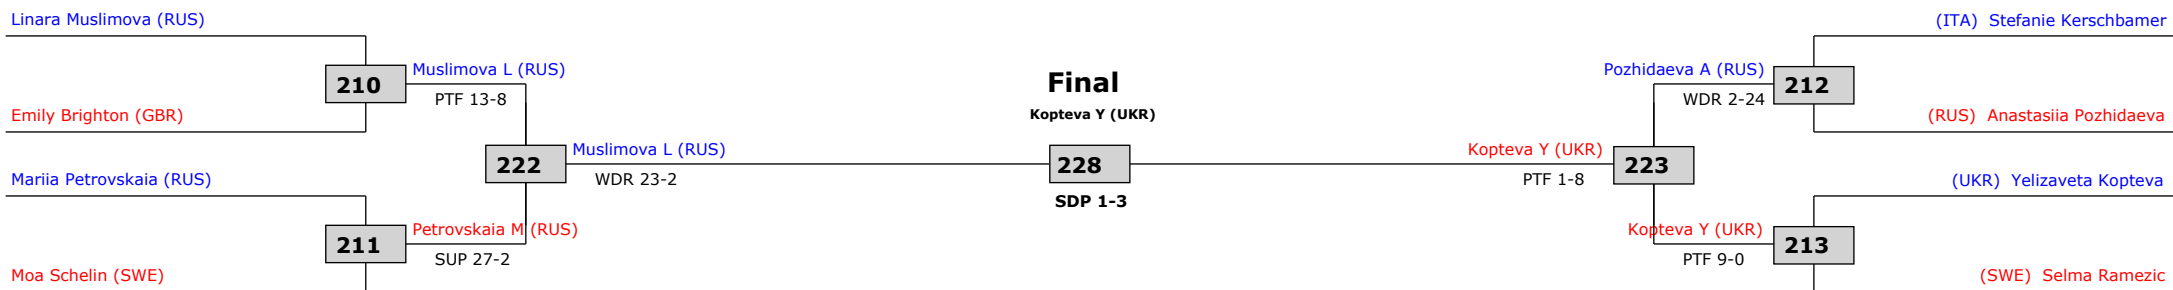 Linara Muslimova (RUS)
210
Emily Brighton (GBR)
Muslimova L (RUS)
PTF 13-8
Mariia Petrovskaia (RUS)
211
Moa Schelin (SWE)
Petrovskaia M (RUS)
SUP 27-2
222
Muslimova L (RUS)
WDR 23-2
Final
Kopteva Y (UKR)
228
SDP 1-3
Kopteva Y (UKR)
PTF 1-8
223
Pozhidaeva A (RUS)
WDR 2-24
212
(ITA) Stefanie Kerschbamer
(RUS) Anastasiia Pozhidaeva
Kopteva Y (UKR)
PTF 9-0
213
(UKR) Yelizaveta Kopteva
(SWE) Selma Ramezic